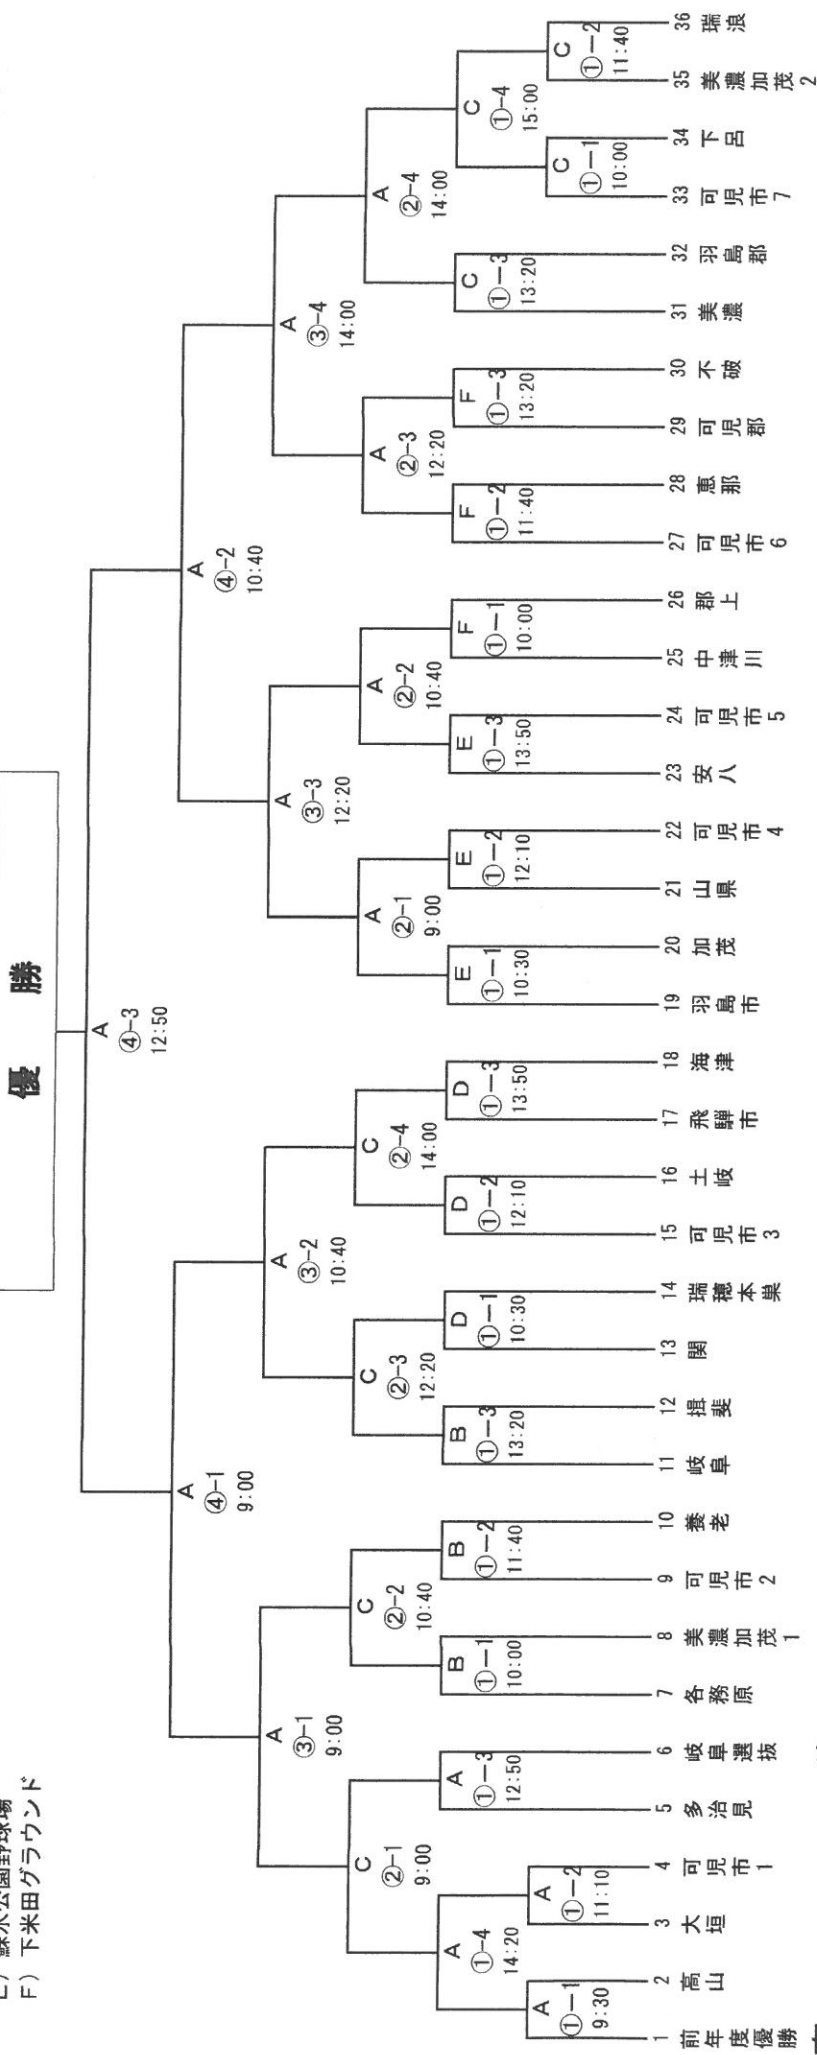 F) 下米田グラウンド
優 勝
A ④-3 12:50
A ④-1 9:00
A ④-2 10:40
A ③-1 9:00
A ③-2 10:40
A ③-3 12:20
A ③-4 14:00
C ②-1 9:00
C ②-2 10:40
C ②-3 12:20
C ②-4 14:00
A ②-1 9:00
A ②-2 10:40
A ②-3 12:20
A ②-4 14:00
A ①-4 14:20
C ①-4 15:00
A ①-1 9:30
A ①-2 11:10
A ①-3 12:50
B ①-1 10:00
B ①-2 11:40
B ①-3 13:20
D ①-1 10:30
D ①-2 12:10
D ①-3 13:50
E ①-1 10:30
E ①-2 12:10
E ①-3 13:50
F ①-1 10:00
F ①-2 11:40
F ①-3 13:20
C ①-3 13:20
C ①-1 10:00
C ①-2 11:40
1 前年度優勝
2 高山
3 大垣
4 可児市1
5 多治見
6 岐阜選抜
7 各務原
8 美濃加茂1
9 可児市2
10 養老
11 岐阜
12 揖斐
13 関
14 瑞穂本巣
15 可児市3
16 土岐
17 飛騨市
18 海津
19 羽島市
20 加茂
21 山県
22 可児市4
23 安八
24 可児市5
25 中津川
26 郡上
27 可児市6
28 恵那
29 可児郡
30 不破
31 美濃
32 羽島郡
33 可児市7
34 下呂
35 美濃加茂2
36 瑞浪